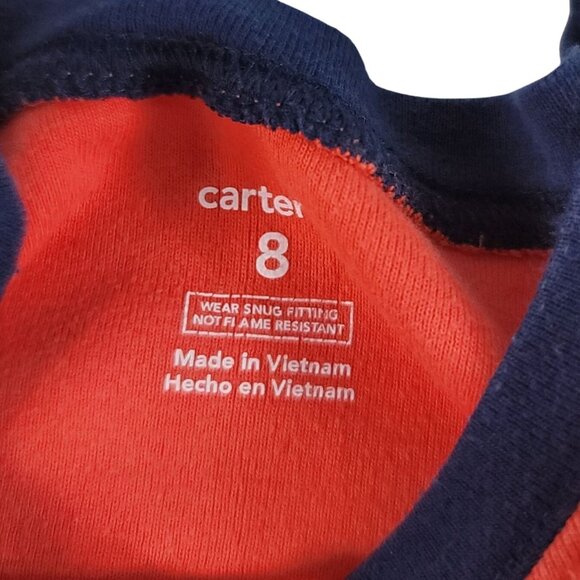 carter
8
WEAR SNUG FITTING
NOT FLAME RESISTANT
Made in Vietnam
Hecho en Vietnam